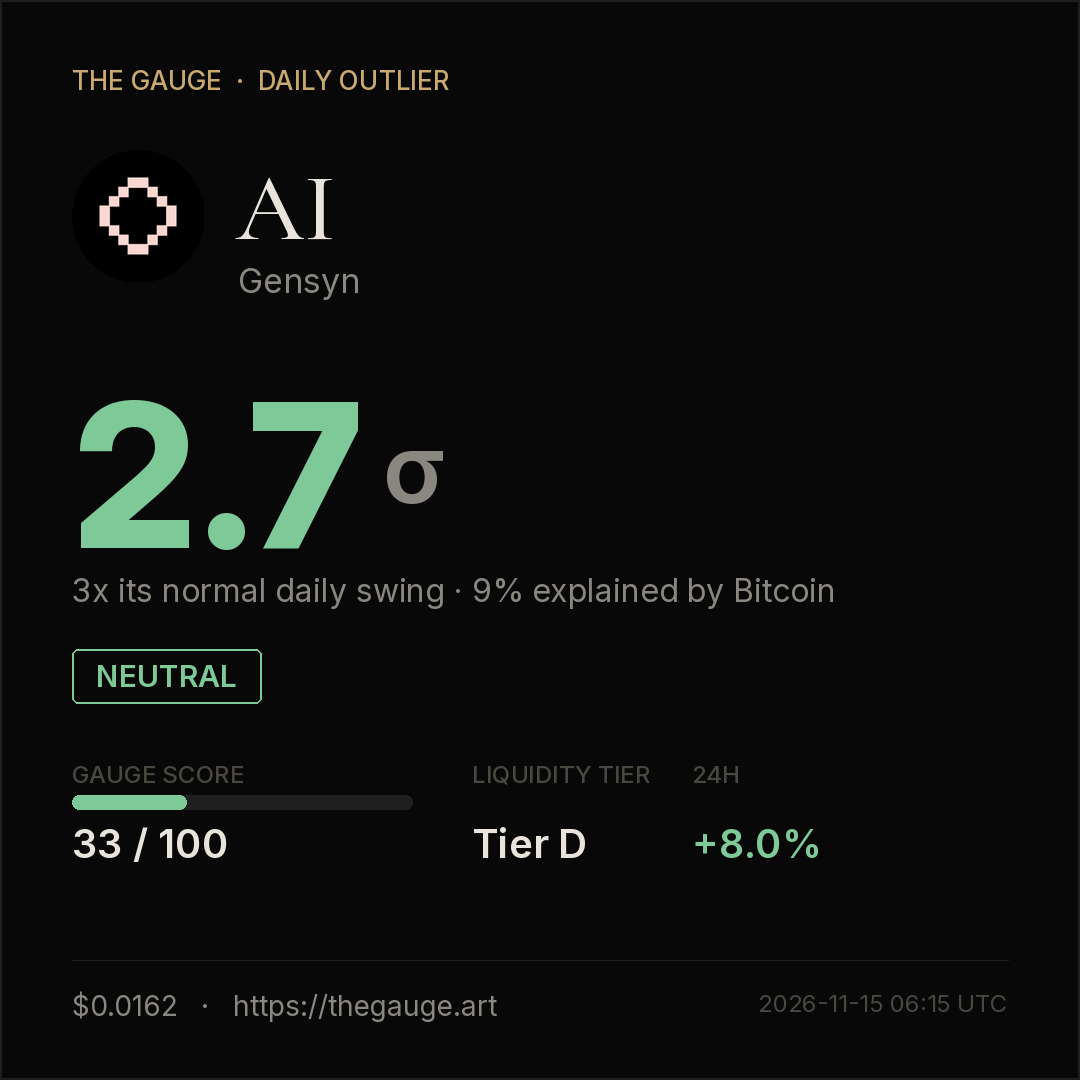 THE GAUGE · DAILY OUTLIER
AI
Gensyn
2.7 σ
3x its normal daily swing · 9% explained by Bitcoin
NEUTRAL
GAUGE SCORE LIQUIDITY TIER 24H
33 / 100 Tier D +8.0%
$0.0162 · https://thegauge.art 2026-11-15 06:15 UTC